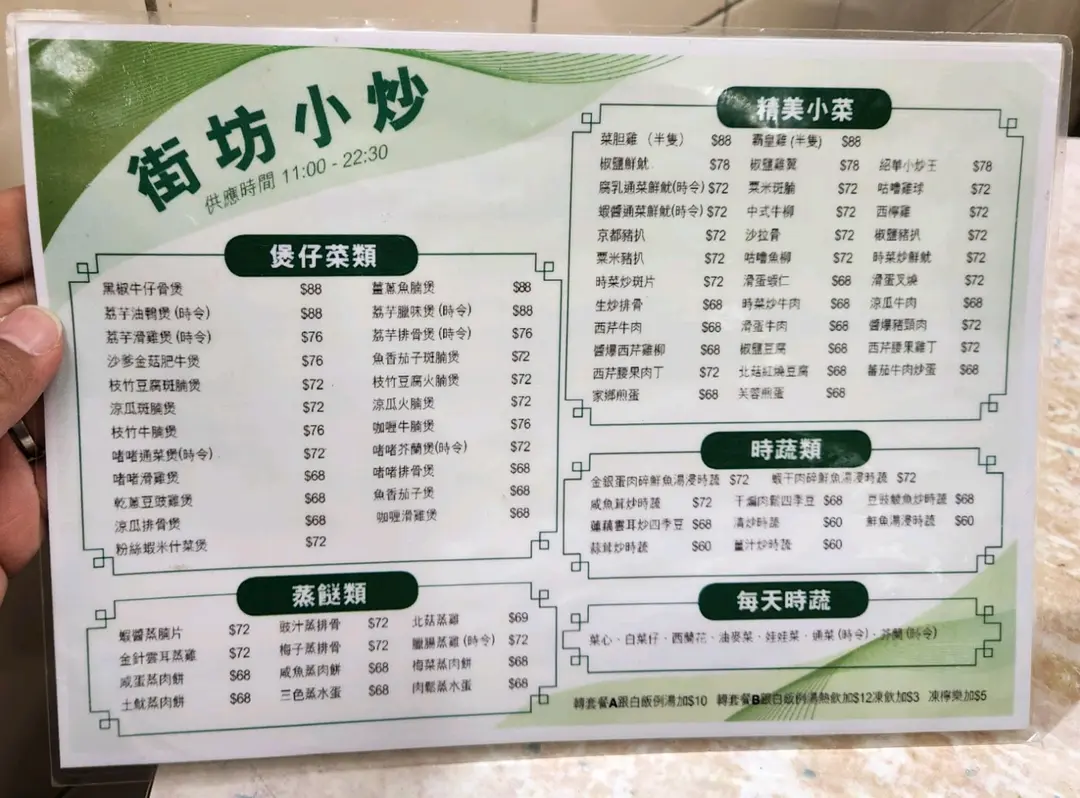 街坊小炒
供應時間 11:00 - 22:30
煲仔菜類
黑椒牛仔骨煲 $88 薑蔥魚腩煲 $88
荔芋油鴨煲 (時令) $88 荔芋臘味煲 (時令) $88
荔芋滑雞煲 (時令) $76 荔芋排骨煲 (時令) $76
沙爹金菇肥牛煲 $76 魚香茄子斑腩煲 $72
枝竹豆腐斑腩煲 $72 枝竹豆腐火腩煲 $72
涼瓜斑腩煲 $72 涼瓜火腩煲 $72
枝竹牛腩煲 $76 咖喱牛腩煲 $76
啫啫通菜煲(時令) $72 啫啫芥蘭煲(時令) $72
啫啫滑雞煲 $68 啫啫排骨煲 $68
乾蔥豆豉雞煲 $68 魚香茄子煲 $68
涼瓜排骨煲 $68 咖喱滑雞煲 $68
粉絲蝦米什菜煲 $72
蒸餸類
蝦醬蒸腩片 $72 豉汁蒸排骨 $72 北菇蒸雞 $69
金針雲耳蒸雞 $72 梅子蒸排骨 $72 臘腸蒸雞 (時令) $72
咸蛋蒸肉餅 $68 咸魚蒸肉餅 $68 梅菜蒸肉餅 $68
土魷蒸肉餅 $68 三色蒸水蛋 $68 肉鬆蒸水蛋 $68
精美小菜
菜胆雞 (半隻) $88 霸皇雞 (半隻) $88
椒鹽鮮魷 $78 椒鹽雞翼 $78 紹華小炒王 $78
腐乳通菜鮮魷(時令) $72 粟米斑腩 $72 咕嚕雞球 $72
蝦醬通菜鮮魷(時令) $72 中式牛柳 $72 西檸雞 $72
京都豬扒 $72 沙拉骨 $72 椒鹽豬扒 $72
粟米豬扒 $72 咕嚕魚柳 $72 時菜炒鮮魷 $72
時菜炒斑片 $72 滑蛋蝦仁 $68 滑蛋叉燒 $72
生炒排骨 $68 時菜炒牛肉 $68 涼瓜牛肉 $68
西芹牛肉 $68 滑蛋牛肉 $68 醬爆豬頸肉 $72
醬爆西芹雞柳 $68 椒鹽豆腐 $68 西芹腰果雞丁 $72
西芹腰果肉丁 $72 北菇紅燒豆腐 $68 蕃茄牛肉炒蛋 $68
家鄉煎蛋 $68 芙蓉煎蛋 $68
時蔬類
金銀蛋肉碎鮮魚湯浸時蔬 $72 蝦干肉碎鮮魚湯浸時蔬 $72
咸魚茸炒時蔬 $72 干煸肉鬆四季豆 $68 豆豉鯪魚炒時蔬 $68
蓮藕雲耳炒四季豆 $68 清炒時蔬 $60 鮮魚湯浸時蔬 $60
蒜茸炒時蔬 $60 薑汁炒時蔬 $60
每天時蔬
菜心、白菜仔、西蘭花、油麥菜、娃娃菜、通菜 (時令)、芥蘭 (時令)
轉套餐A跟白飯例湯加$10 轉套餐B跟白飯例湯熱飲加$12凍飲加$3 凍檸樂加$5